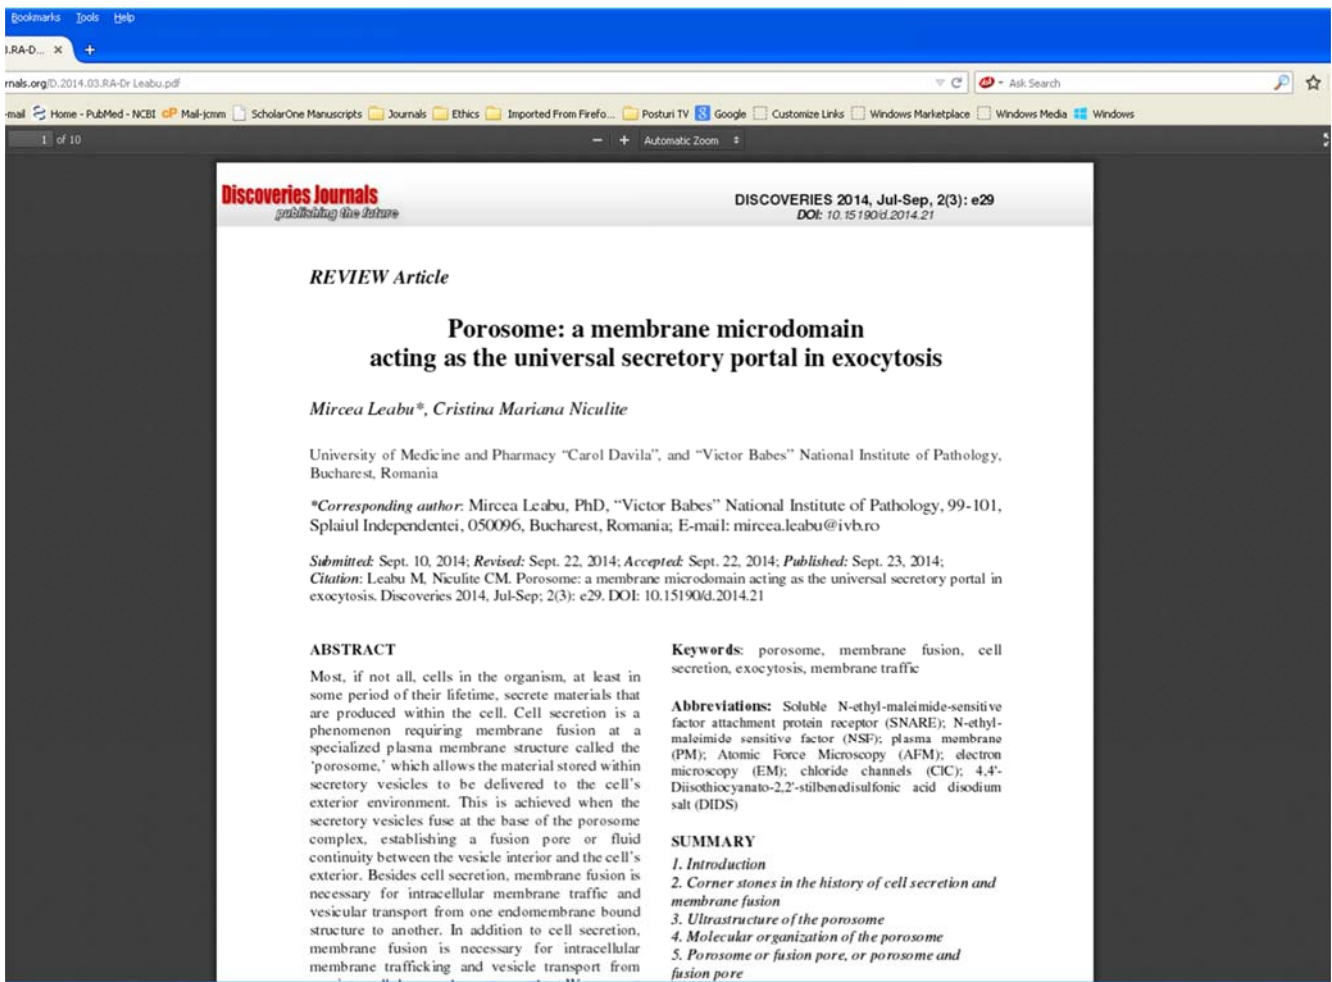 Bookmarks Tools Help
.RA-D... × +
rnals.org/D.2014.03.RA-Dr Leabu.pdf
Ask Search
-mail Home - PubMed - NCBI cP Mail-jcmm ScholarOne Manuscripts Journals Ethics Imported From Firefo... Posturi TV 8 Google Customize Links Windows Marketplace Windows Media Windows
1 of 10
− + Automatic Zoom
Discoveries Journals
publishing the future
DISCOVERIES 2014, Jul-Sep, 2(3): e29
DOI: 10.15190/d.2014.21
REVIEW Article
Porosome: a membrane microdomain
acting as the universal secretory portal in exocytosis
Mircea Leabu*, Cristina Mariana Niculite
University of Medicine and Pharmacy “Carol Davila”, and “Victor Babes” National Institute of Pathology,
Bucharest, Romania
*Corresponding author: Mircea Leabu, PhD, “Victor Babes” National Institute of Pathology, 99-101,
Splaiul Independentei, 050096, Bucharest, Romania; E-mail: mircea.leabu@ivb.ro
Submitted: Sept. 10, 2014; Revised: Sept. 22, 2014; Accepted: Sept. 22, 2014; Published: Sept. 23, 2014;
Citation: Leabu M, Niculite CM. Porosome: a membrane microdomain acting as the universal secretory portal in
exocytosis. Discoveries 2014, Jul-Sep; 2(3): e29. DOI: 10.15190/d.2014.21
ABSTRACT
Most, if not all, cells in the organism, at least in
some period of their lifetime, secrete materials that
are produced within the cell. Cell secretion is a
phenomenon requiring membrane fusion at a
specialized plasma membrane structure called the
‘porosome,’ which allows the material stored within
secretory vesicles to be delivered to the cell’s
exterior environment. This is achieved when the
secretory vesicles fuse at the base of the porosome
complex, establishing a fusion pore or fluid
continuity between the vesicle interior and the cell’s
exterior. Besides cell secretion, membrane fusion is
necessary for intracellular membrane traffic and
vesicular transport from one endomembrane bound
structure to another. In addition to cell secretion,
membrane fusion is necessary for intracellular
membrane trafficking and vesicle transport from
Keywords: porosome, membrane fusion, cell
secretion, exocytosis, membrane traffic
Abbreviations: Soluble N-ethyl-maleimide-sensitive
factor attachment protein receptor (SNARE); N-ethyl-
maleimide sensitive factor (NSF); plasma membrane
(PM); Atomic Force Microscopy (AFM); electron
microscopy (EM); chloride channels (ClC); 4,4'-
Diisothiocyanato-2,2'-stilbenedisulfonic acid disodium
salt (DIDS)
SUMMARY
1. Introduction
2. Corner stones in the history of cell secretion and
membrane fusion
3. Ultrastructure of the porosome
4. Molecular organization of the porosome
5. Porosome or fusion pore, or porosome and
fusion pore